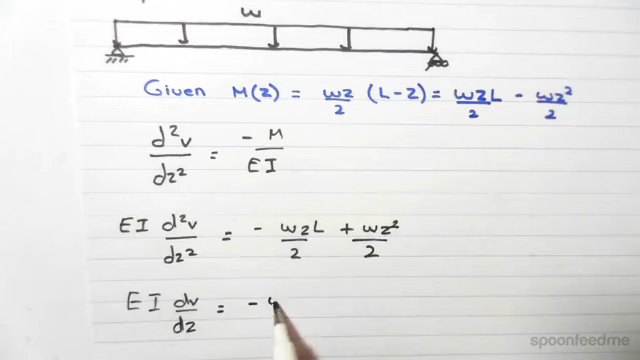 w
Given M(z) = wz/2 (L-z) = wzL/2 - wz²/2
d²v/dz² = -M/EI
EI d²v/dz² = - wzL/2 + wz²/2
EI dv/dz = -
spoonfeedme